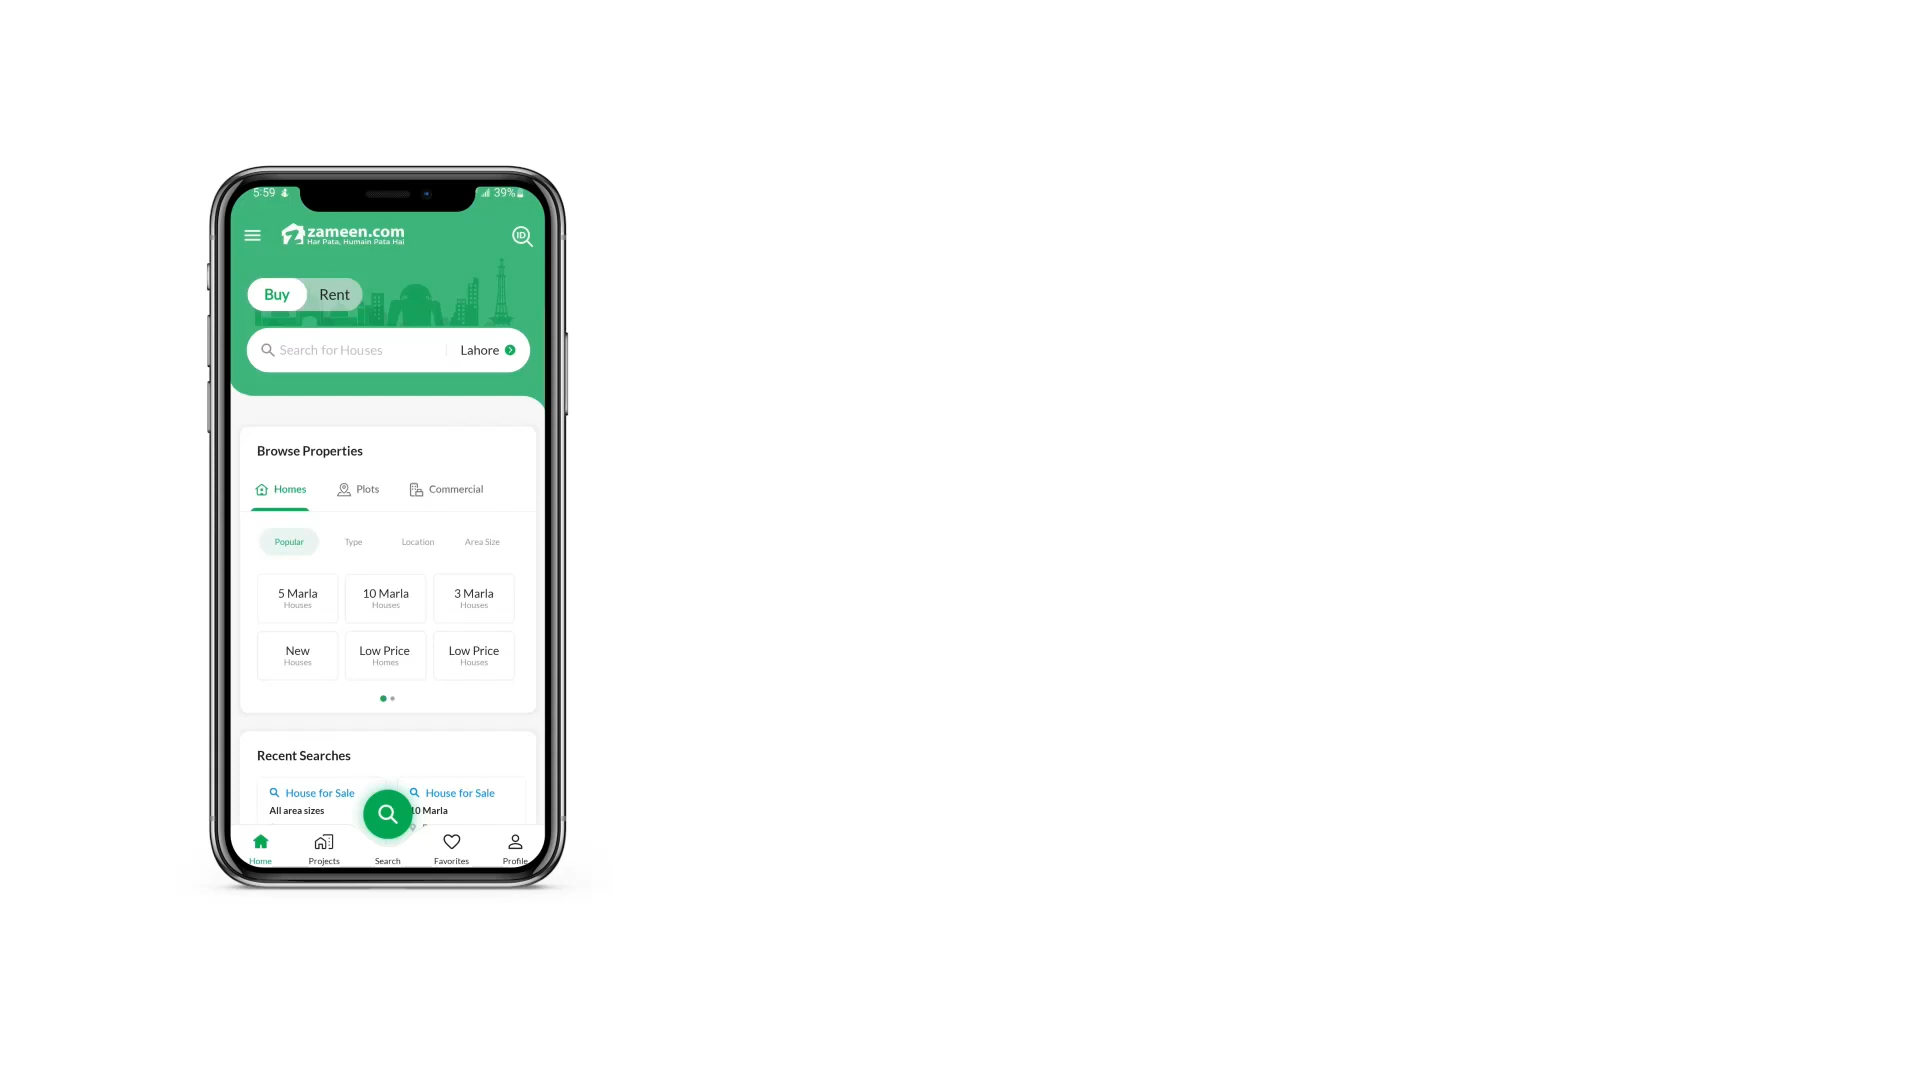 5:59
39%
zameen.com
Har Pata, Humain Pata Hai
ID
Buy Rent
Search for Houses Lahore
Browse Properties
Homes Plots Commercial
Popular Type Location Area Size
5 Marla 10 Marla 3 Marla
Houses Houses Houses
New Low Price Low Price
Houses Homes Houses
Recent Searches
House for Sale House for Sale
All area sizes 10 Marla
Home Projects Search Favorites Profile